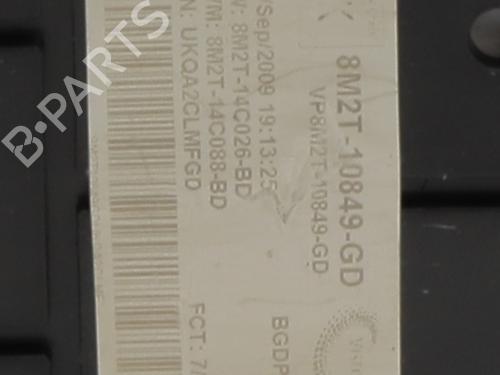 8M2T-10849-GD
VP8M2T-10849-GD
BGDP
/Sep/2009 19:13:25
8M2T-14C026-BD
8M2T-14C088-BD
N: UKQA2CLMFGD
FCT: 7/
B-PARTS